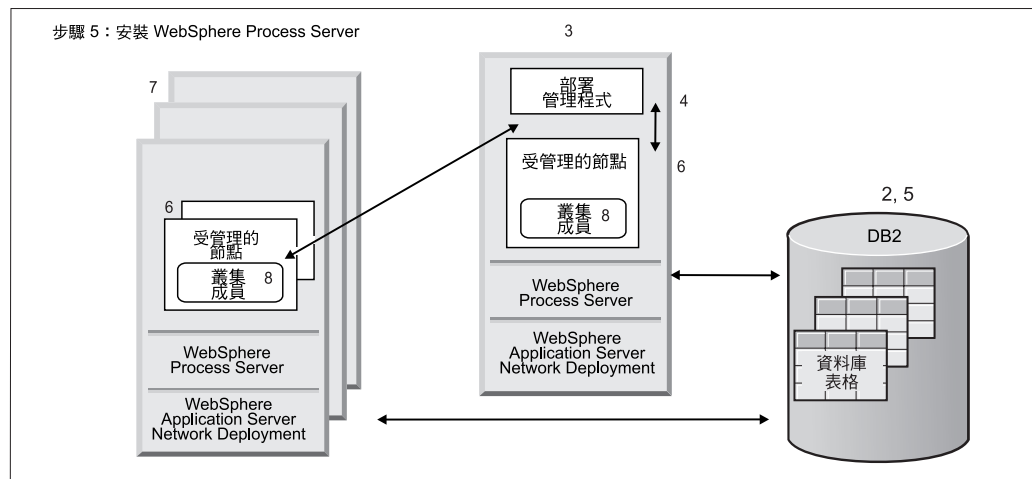 步驟 5：安裝 WebSphere Process Server
3
7
部署
管理程式
4
受管理的節點
6
叢集
成員
8
6
受管理的
節點
叢集
成員
8
WebSphere
Process Server
WebSphere
Application Server
Network Deployment
WebSphere
Process Server
WebSphere
Application Server
Network Deployment
2, 5
DB2
資料庫
表格